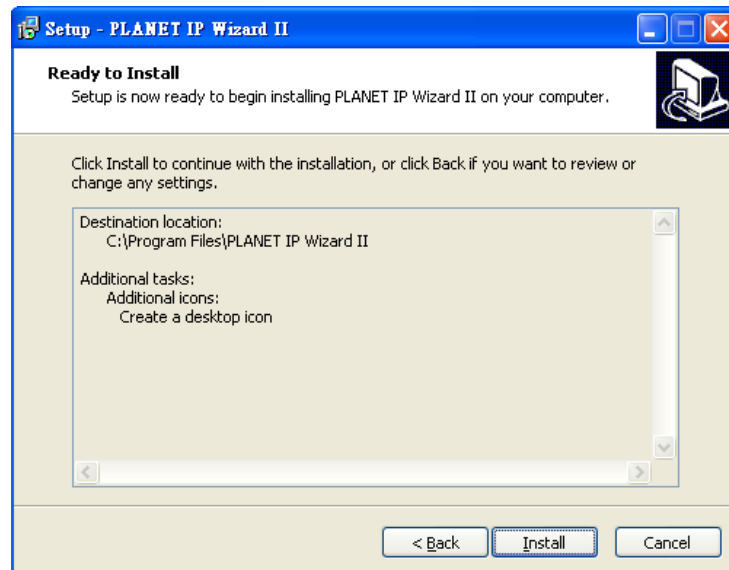 Setup - PLANET IP Wizard II
Ready to Install
Setup is now ready to begin installing PLANET IP Wizard II on your computer.
Click Install to continue with the installation, or click Back if you want to review or
change any settings.
Destination location:
C:\Program Files\PLANET IP Wizard II
Additional tasks:
Additional icons:
Create a desktop icon
< Back
Install
Cancel